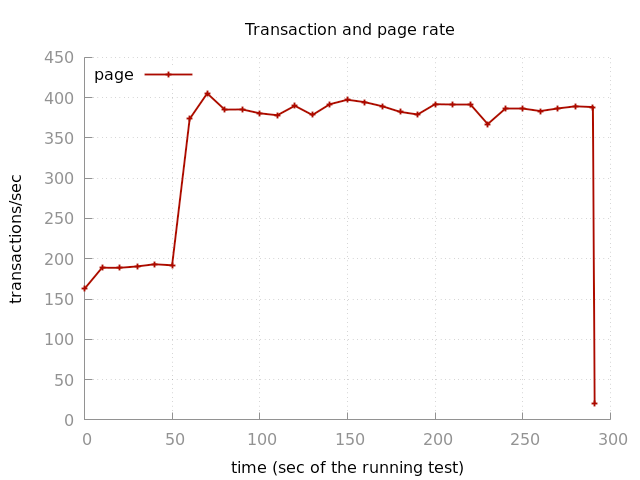 Transaction and page rate
450
page
400
350
300
250
200
150
100
50
0
transactions/sec
0 50 100 150 200 250 300
time (sec of the running test)